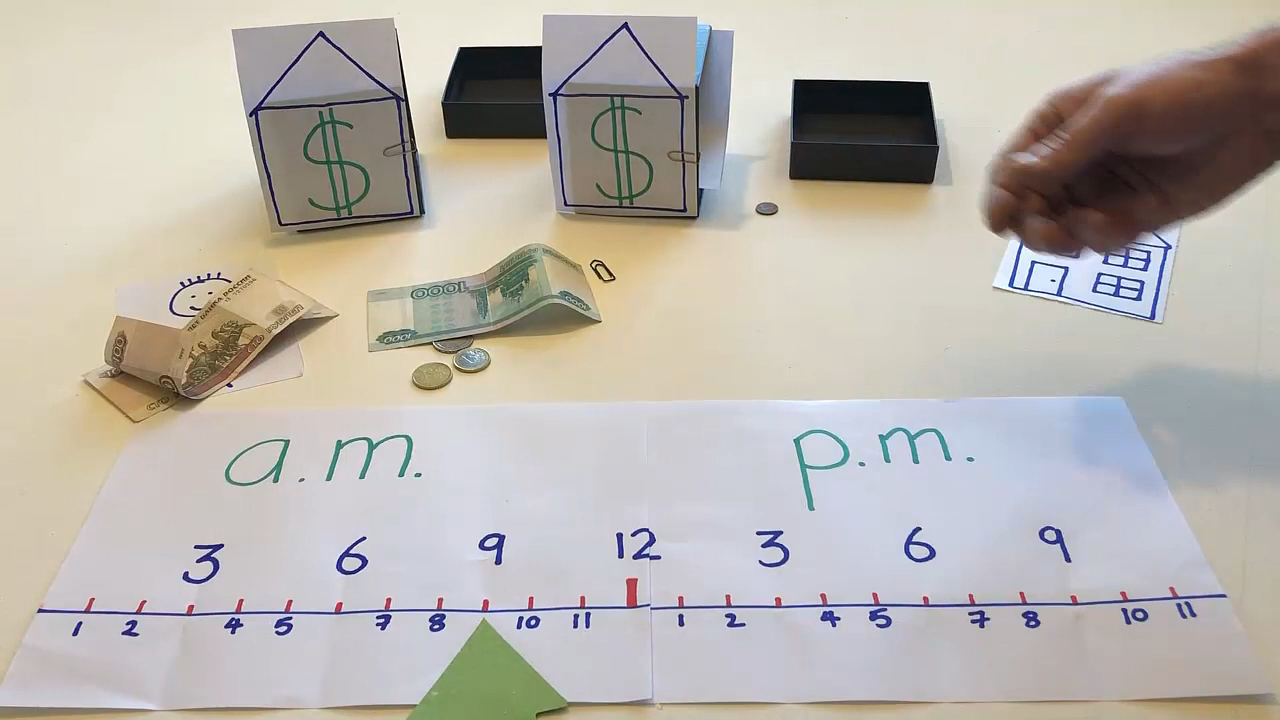 $
$
1000
1000
100
a.m.
p.m.
3 6 9 12 3 6 9
1 2 4 5 7 8 10 11 1 2 4 5 7 8 10 11